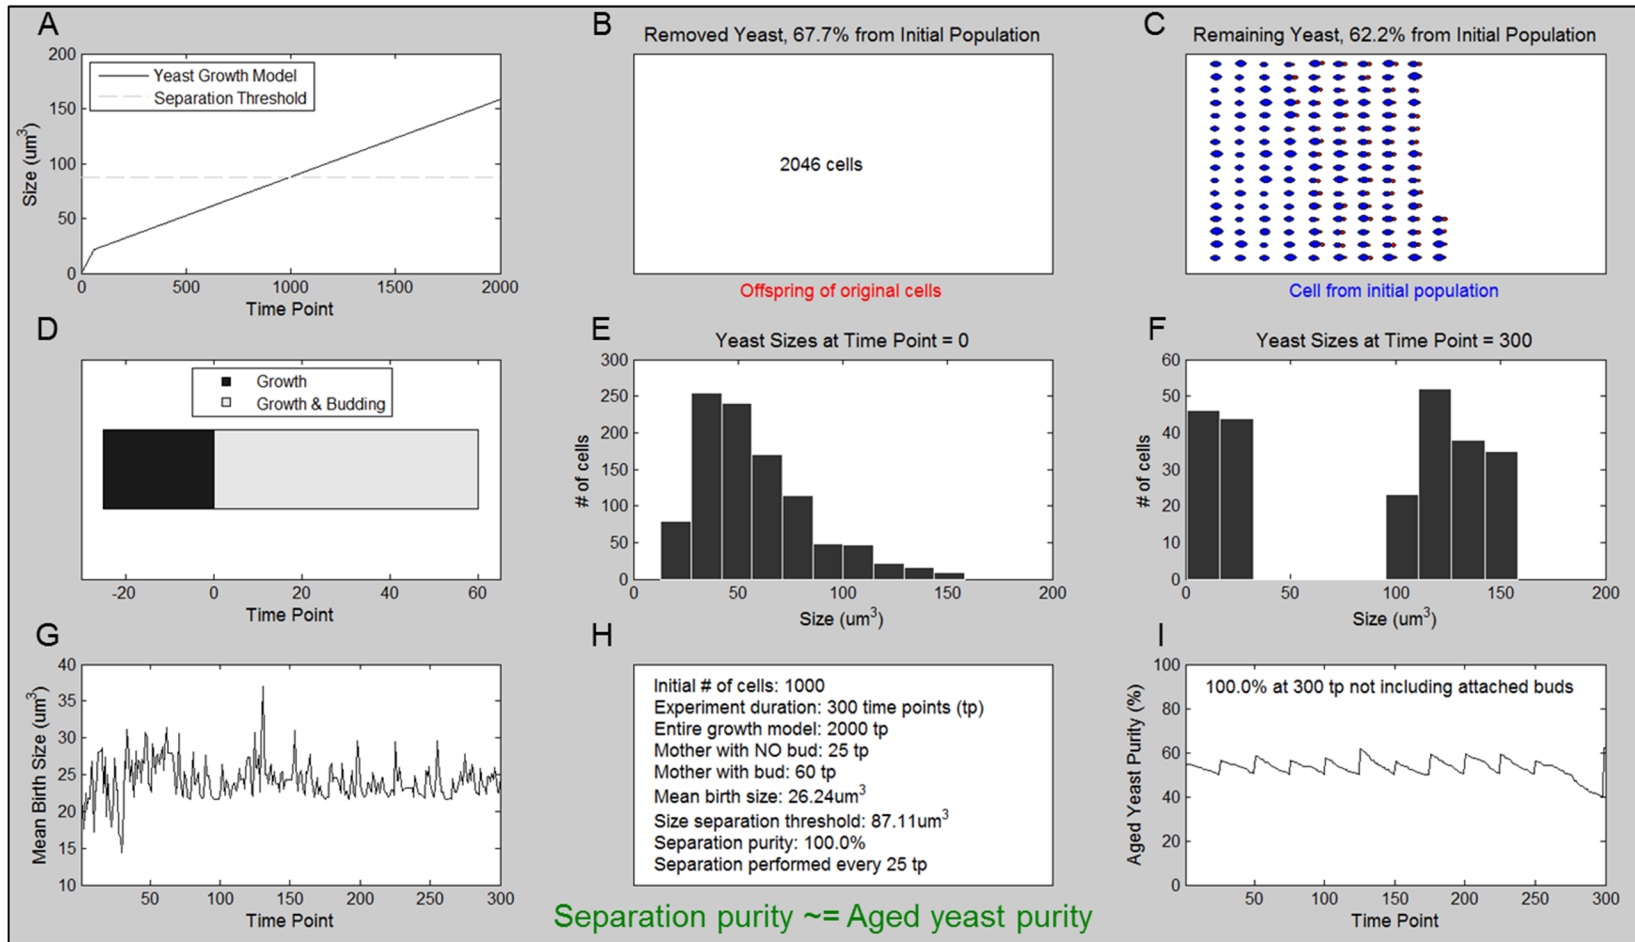 A
200
150
100
50
0
Size (um³)
Yeast Growth Model
Separation Threshold
0 500 1000 1500 2000
Time Point
B
Removed Yeast, 67.7% from Initial Population
2046 cells
Offspring of original cells
C
Remaining Yeast, 62.2% from Initial Population
Cell from initial population
D
Growth
Growth & Budding
-20 0 20 40 60
Time Point
E
Yeast Sizes at Time Point = 0
300
250
200
150
100
50
0
# of cells
0 50 100 150 200
Size (um³)
F
Yeast Sizes at Time Point = 300
60
50
40
30
20
10
0
# of cells
0 50 100 150 200
Size (um³)
G
40
35
30
25
20
15
10
Mean Birth Size (um³)
50 100 150 200 250 300
Time Point
H
Initial # of cells: 1000
Experiment duration: 300 time points (tp)
Entire growth model: 2000 tp
Mother with NO bud: 25 tp
Mother with bud: 60 tp
Mean birth size: 26.24um³
Size separation threshold: 87.11um³
Separation purity: 100.0%
Separation performed every 25 tp
I
100
80
60
40
20
0
Aged Yeast Purity (%)
100.0% at 300 tp not including attached buds
0 50 100 150 200 250 300
Time Point
Separation purity ~= Aged yeast purity